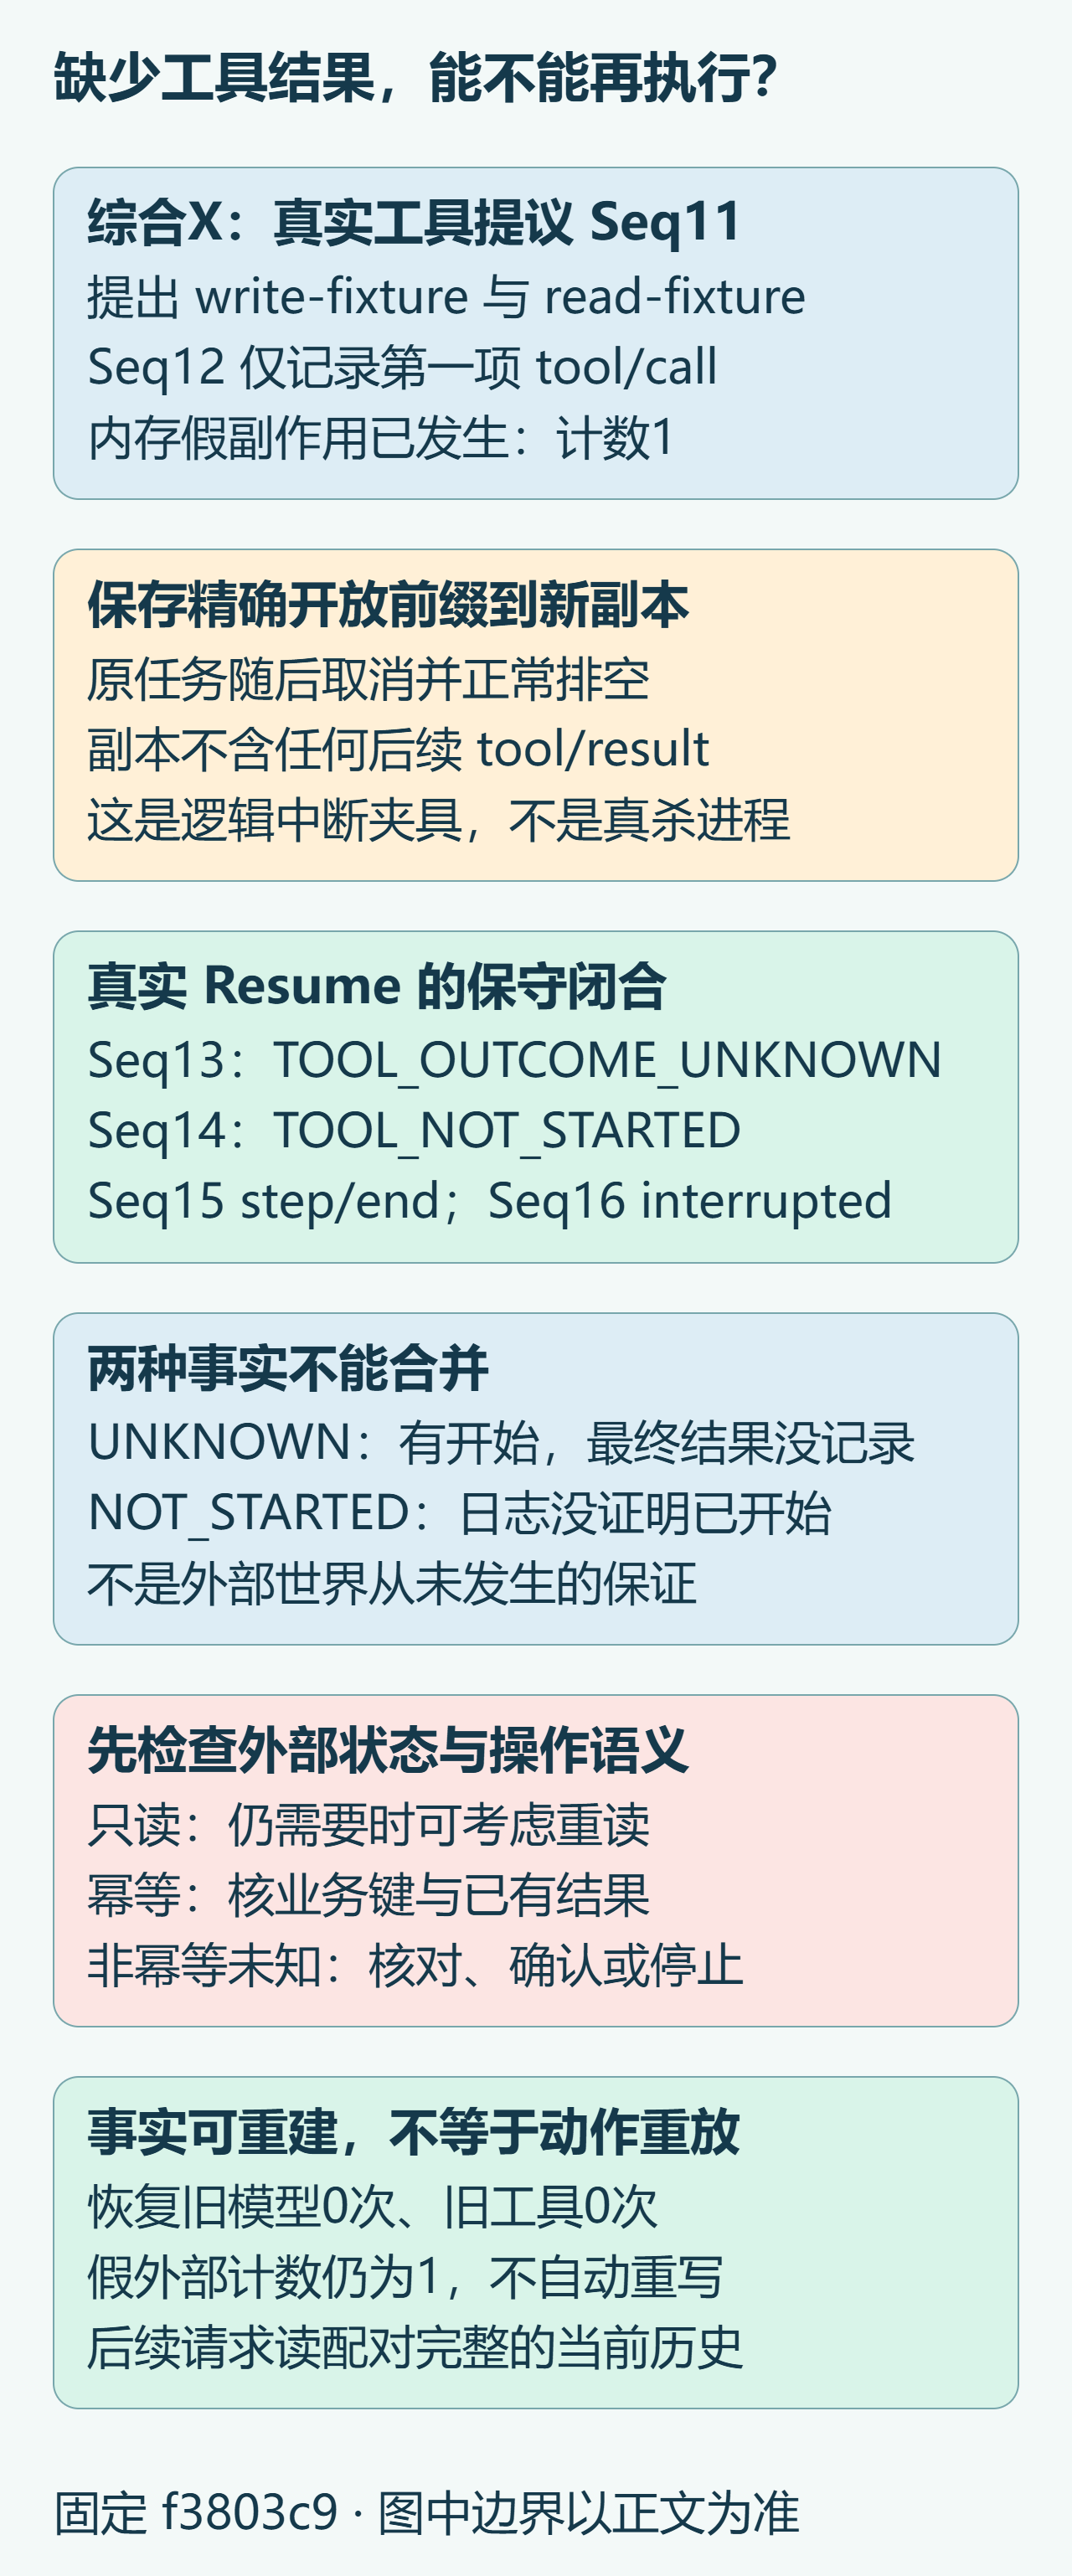 缺少工具结果，能不能再执行？
综合X：真实工具提议 Seq11
提出 write-fixture 与 read-fixture
Seq12 仅记录第一项 tool/call
内存假副作用已发生：计数1
保存精确开放前缀到新副本
原任务随后取消并正常排空
副本不含任何后续 tool/result
这是逻辑中断夹具，不是真杀进程
真实 Resume 的保守闭合
Seq13：TOOL_OUTCOME_UNKNOWN
Seq14：TOOL_NOT_STARTED
Seq15 step/end；Seq16 interrupted
两种事实不能合并
UNKNOWN：有开始，最终结果没记录
NOT_STARTED：日志没证明已开始
不是外部世界从未发生的保证
先检查外部状态与操作语义
只读：仍需要时可考虑重读
幂等：核业务键与已有结果
非幂等未知：核对、确认或停止
事实可重建，不等于动作重放
恢复旧模型0次、旧工具0次
假外部计数仍为1，不自动重写
后续请求读配对完整的当前历史
固定 f3803c9 · 图中边界以正文为准